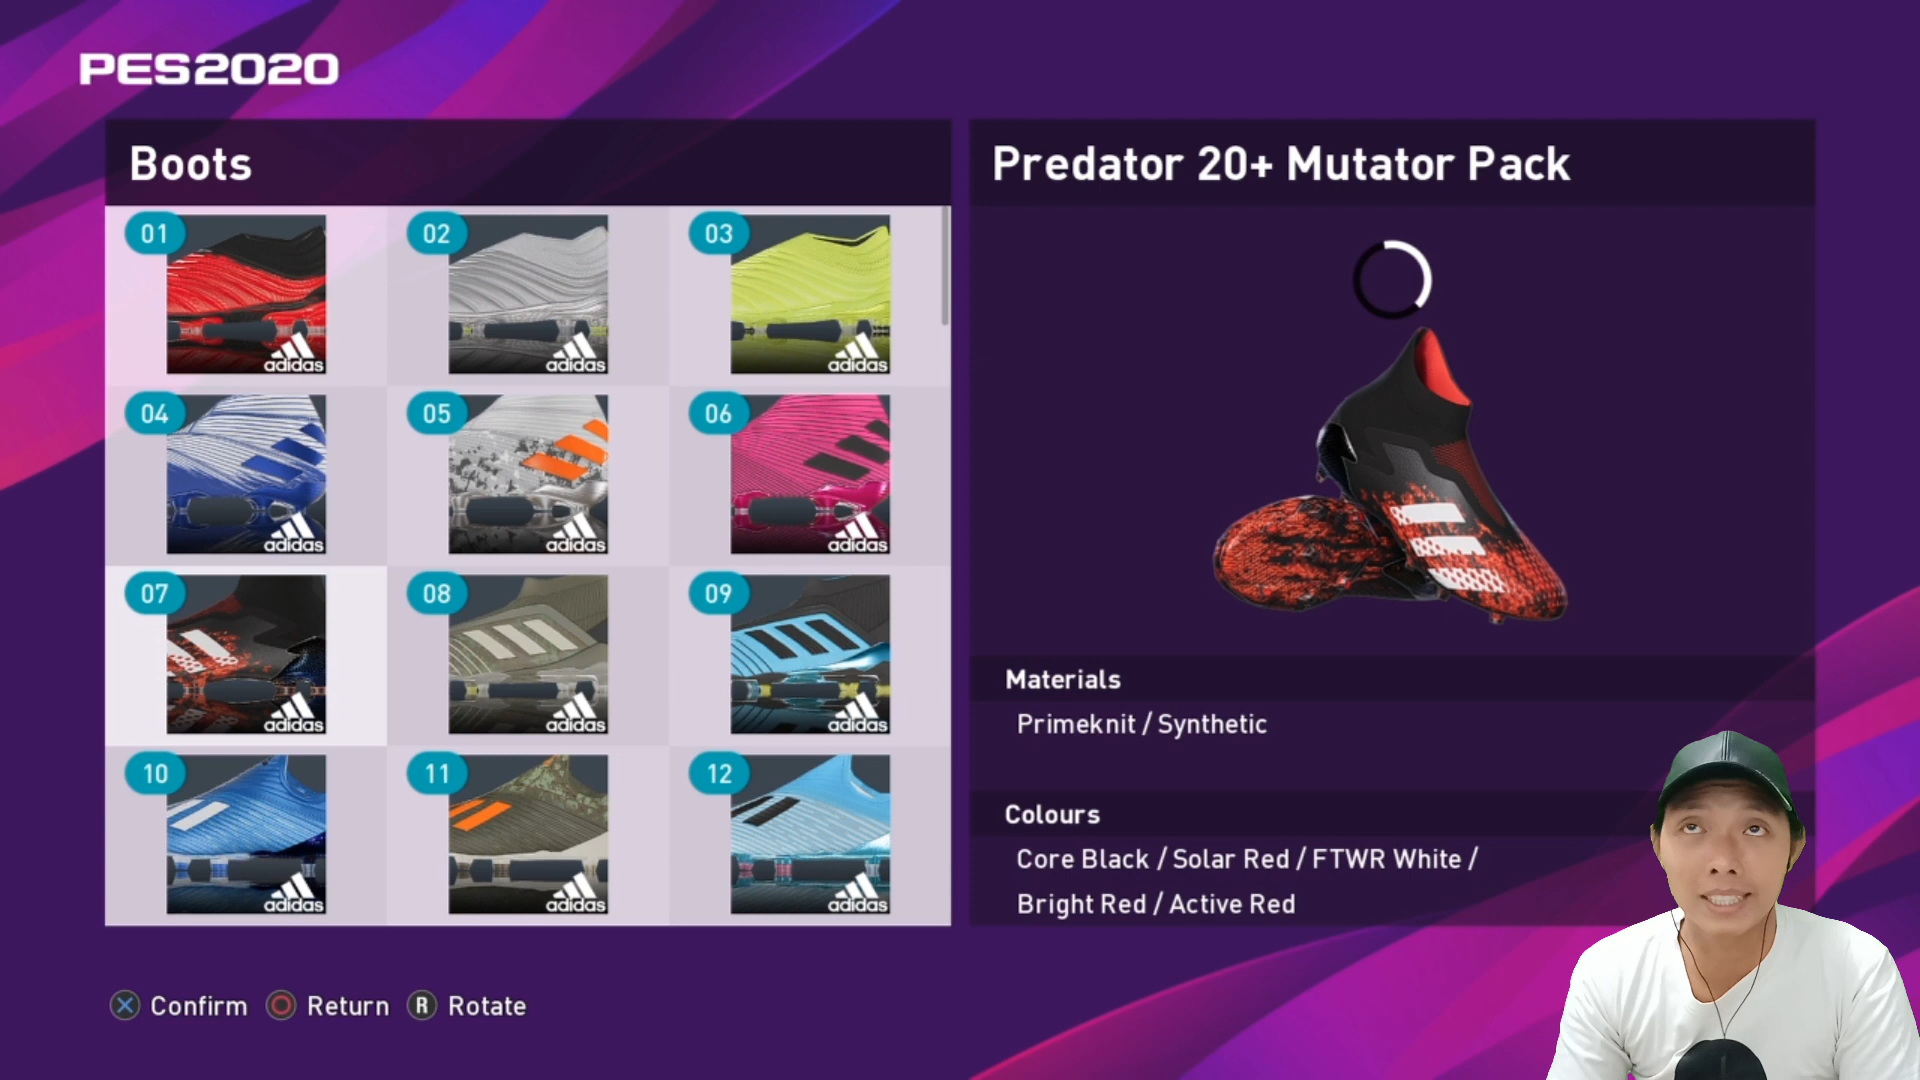 PES2020
Boots
Predator 20+ Mutator Pack
01
02
03
adidas
adidas
adidas
04
05
06
adidas
adidas
adidas
07
08
09
adidas
adidas
adidas
10
11
12
adidas
adidas
adidas
Materials
Primeknit / Synthetic
Colours
Core Black / Solar Red / FTWR White /
Bright Red / Active Red
Confirm
Return
R Rotate